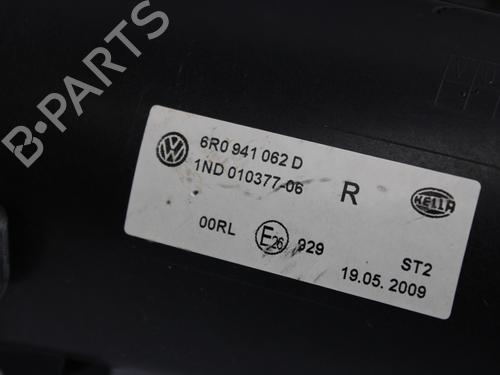 6R0 941 062 D
1ND 010377-06
R
HELLA
00RL
E26
929
ST2
19.05. 2009
B-PARTS